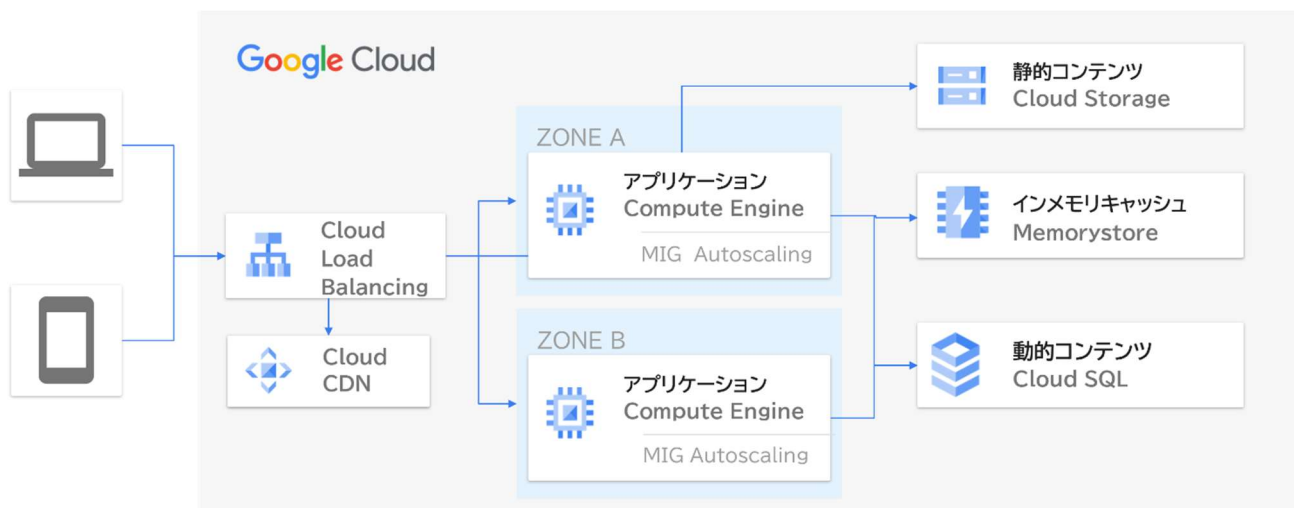 Google Cloud
Cloud
Load
Balancing
Cloud
CDN
ZONE A
アプリケーション
Compute Engine
MIG Autoscaling
ZONE B
アプリケーション
Compute Engine
MIG Autoscaling
静的コンテンツ
Cloud Storage
インメモリキャッシュ
Memorystore
動的コンテンツ
Cloud SQL